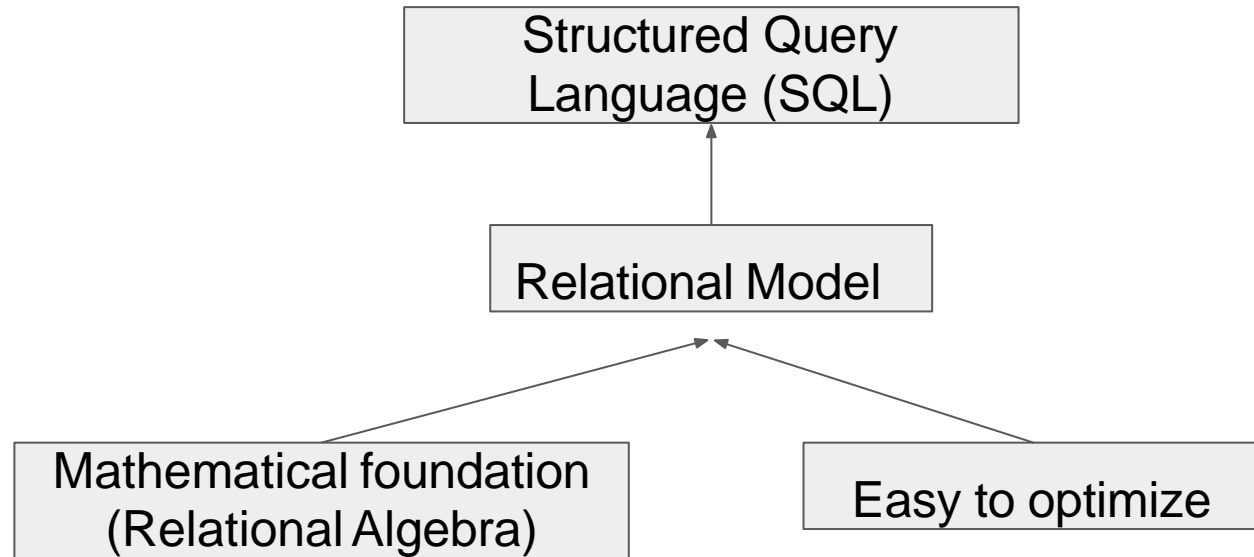 Structured Query
Language (SQL)
Relational Model
Mathematical foundation
(Relational Algebra)
Easy to optimize